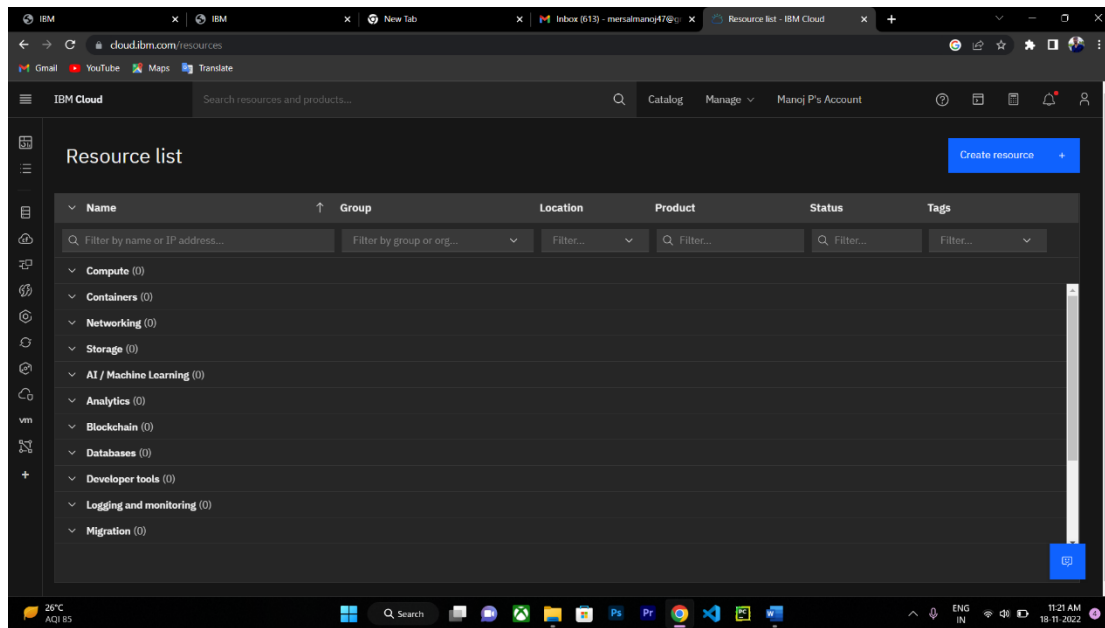 IBM
IBM
New Tab
Inbox (613) - mersalmanoj47@g
Resource list - IBM Cloud
cloud.ibm.com/resources
Gmail YouTube Maps Translate
IBM Cloud
Search resources and products...
Catalog Manage Manoj P's Account
Resource list
Create resource +
Name Group Location Product Status Tags
Filter by name or IP address... Filter by group or org... Filter... Filter... Filter... Filter...
Compute (0)
Containers (0)
Networking (0)
Storage (0)
AI / Machine Learning (0)
Analytics (0)
Blockchain (0)
Databases (0)
vm
Developer tools (0)
Logging and monitoring (0)
Migration (0)
26°C
AQI 85
Search
Ps
Pr
PC
W
ENG
IN
11:21 AM
18-11-2022
4